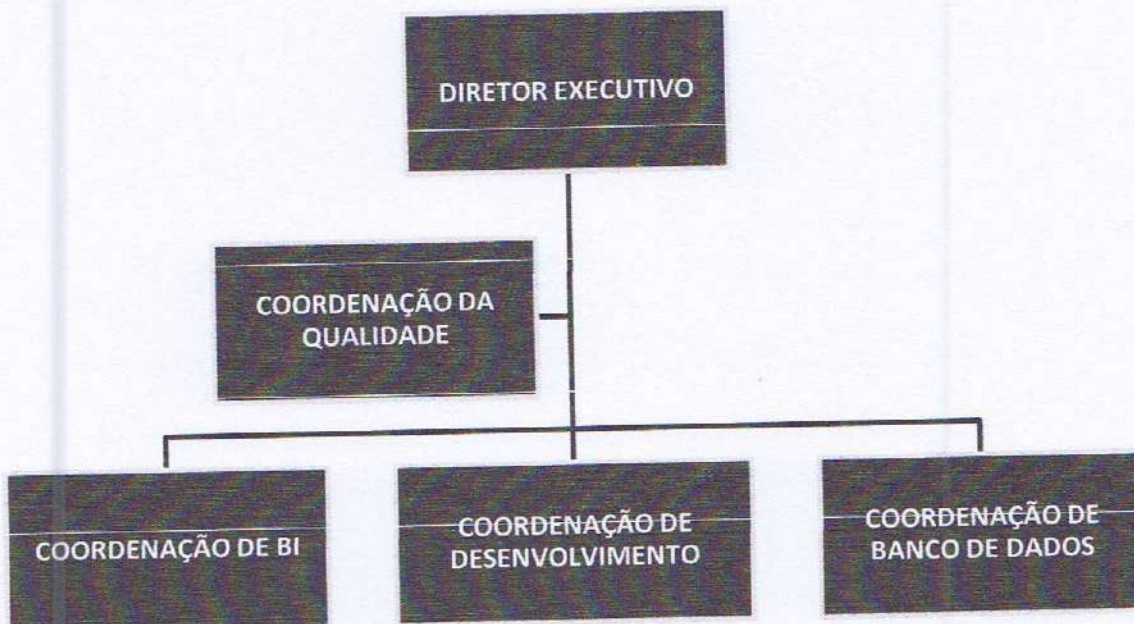 DIRETOR EXECUTIVO
COORDENAÇÃO DA
QUALIDADE
COORDENAÇÃO DE BI
COORDENAÇÃO DE
DESENVOLVIMENTO
COORDENAÇÃO DE
BANCO DE DADOS